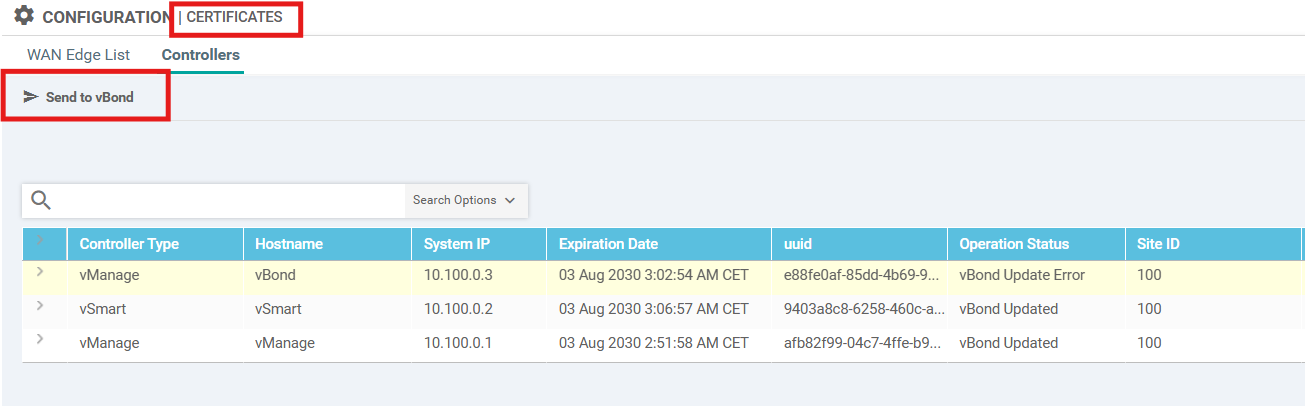 CONFIGURATION | CERTIFICATES
WAN Edge List Controllers
Send to vBond
Search Options
Controller Type Hostname System IP Expiration Date uuid Operation Status Site ID
vManage vBond 10.100.0.3 03 Aug 2030 3:02:54 AM CET e88fe0af-85dd-4b69-9... vBond Update Error 100
vSmart vSmart 10.100.0.2 03 Aug 2030 3:06:57 AM CET 9403a8c8-6258-460c-a... vBond Updated 100
vManage vManage 10.100.0.1 03 Aug 2030 2:51:58 AM CET afb82f99-04c7-4ffe-b9... vBond Updated 100